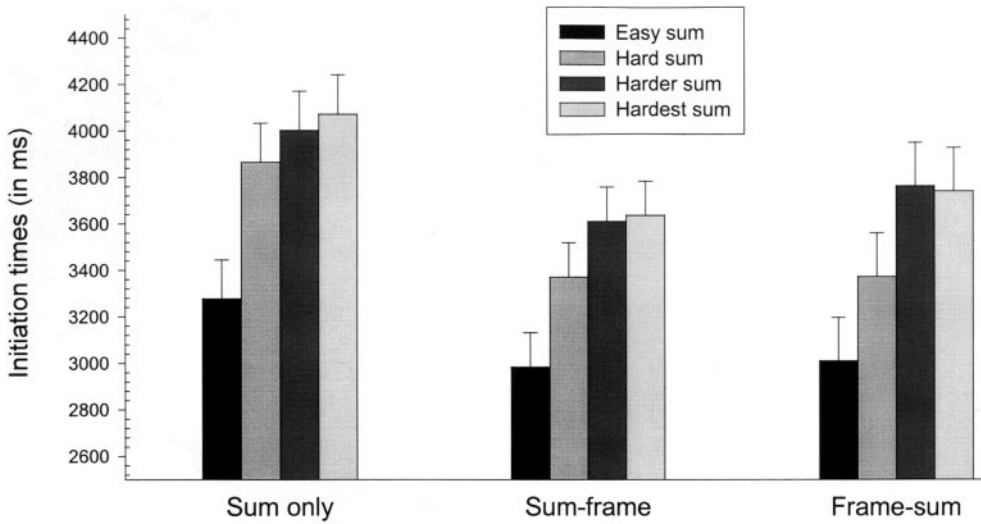 Initiation times (in ms)
4400
4200
4000
3800
3600
3400
3200
3000
2800
2600
Easy sum
Hard sum
Harder sum
Hardest sum
Sum only
Sum-frame
Frame-sum